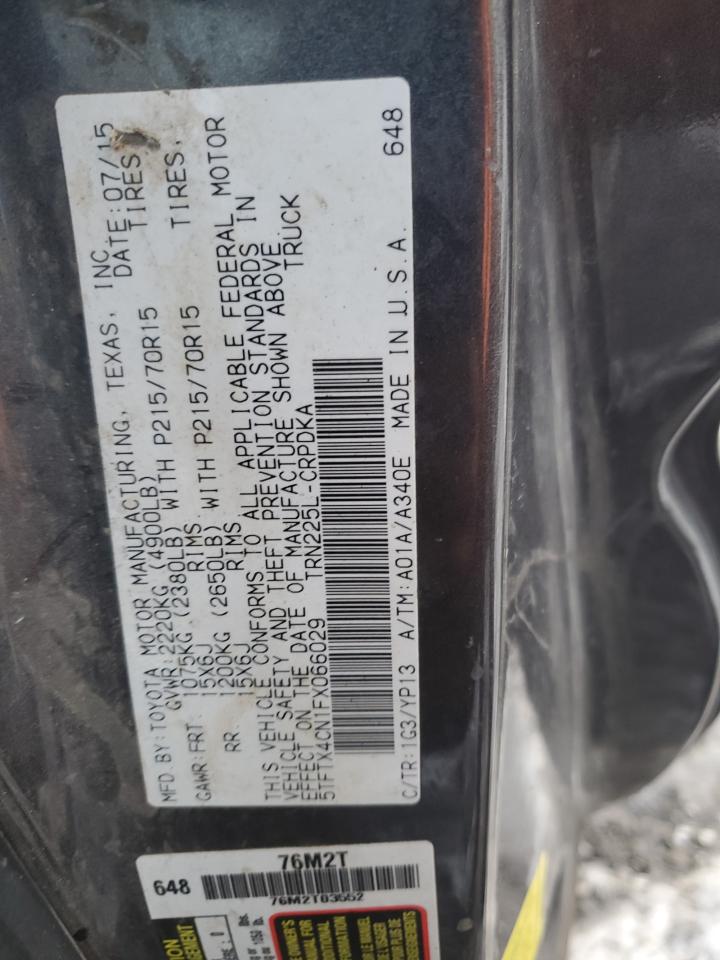 MFD. BY: TOYOTA MOTOR MANUFACTURING, TEXAS, INC.
GVWR: 2220KG (4900LB) DATE: 07/15
GAWR: FRT: 1075KG (2380LB) WITH P215/70R15 TIRES,
15X6J RIMS
RR. 1200KG (2650LB) WITH P215/70R15 TIRES,
15X6J RIMS
THIS VEHICLE CONFORMS TO ALL APPLICABLE FEDERAL MOTOR
VEHICLE SAFETY AND THEFT PREVENTION STANDARDS IN
EFFECT ON THE DATE OF MANUFACTURE SHOWN ABOVE.
5TFTX4CN1FX066029 TRN225L-CRPDKA TRUCK
C/TR: 1G3/YP13 A/TM: A01A/A340E MADE IN U.S.A. 648
76M2T
648
76M2T03552